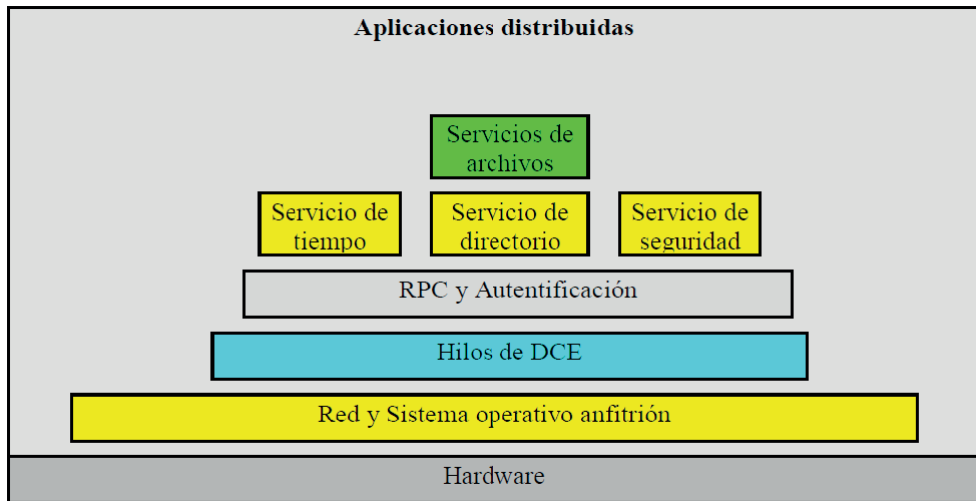 Aplicaciones distribuidas
Servicios de
archivos
Servicio de
tiempo
Servicio de
directorio
Servicio de
seguridad
RPC y Autentificación
Hilos de DCE
Red y Sistema operativo anfitrión
Hardware